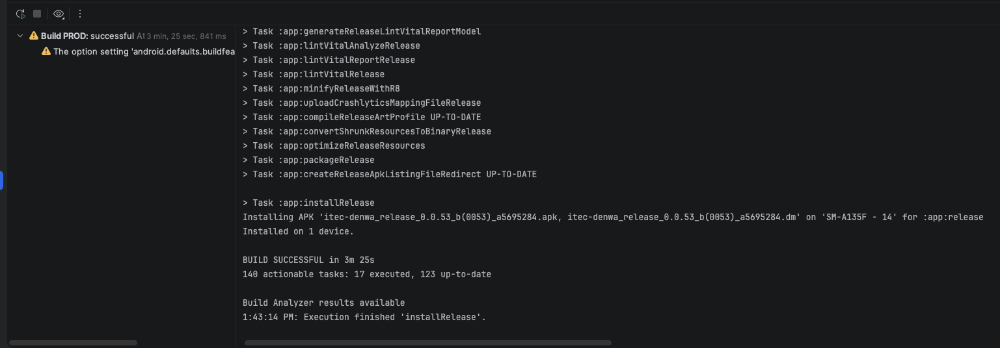 Build PROD: successful At 3 min, 25 sec, 841 ms
The option setting 'android.defaults.buildfea
> Task :app:generateReleaseLintVitalReportModel
> Task :app:lintVitalAnalyzeRelease
> Task :app:lintVitalReportRelease
> Task :app:lintVitalRelease
> Task :app:minifyReleaseWithR8
> Task :app:uploadCrashlyticsMappingFileRelease
> Task :app:compileReleaseArtProfile UP-TO-DATE
> Task :app:convertShrunkResourcesToBinaryRelease
> Task :app:optimizeReleaseResources
> Task :app:packageRelease
> Task :app:createReleaseApkListingFileRedirect UP-TO-DATE
> Task :app:installRelease
Installing APK 'itec-denwa_release_0.0.53_b(0053)_a5695284.apk, itec-denwa_release_0.0.53_b(0053)_a5695284.dm' on 'SM-A135F - 14' for :app:release
Installed on 1 device.
BUILD SUCCESSFUL in 3m 25s
140 actionable tasks: 17 executed, 123 up-to-date
Build Analyzer results available
1:43:14 PM: Execution finished 'installRelease'.